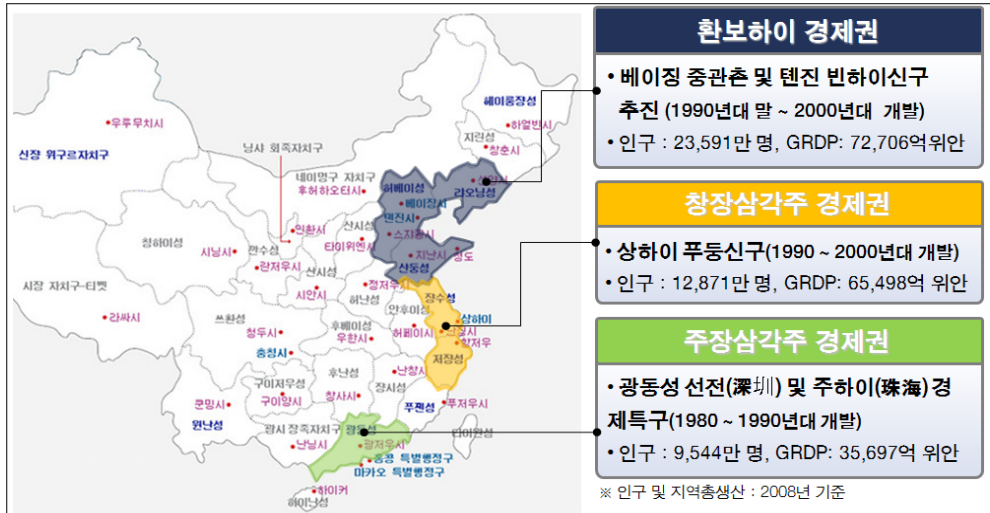 환보하이 경제권
• 베이징 중관촌 및 텐진 빈하이신구
추진 (1990년대 말 ~ 2000년대 개발)
• 인구 : 23,591만 명, GRDP: 72,706억위안
창장삼각주 경제권
• 상하이 푸둥신구(1990 ~ 2000년대 개발)
• 인구 : 12,871만 명, GRDP: 65,498억 위안
주장삼각주 경제권
• 광동성 선전(深圳) 및 주하이(珠海) 경
제특구(1980 ~ 1990년대 개발)
• 인구 : 9,544만 명, GRDP: 35,697억 위안
※ 인구 및 지역총생산 : 2008년 기준
헤이룽장성
우루무치시
하얼빈시
지린성
창춘시
닝샤 회족자치구
신장 위구르자치구
네이멍구 자치구
후허하오터시
허베이성
라오닝성
베이징시
텐진시
인촨시
산시성
스자좡시
타이위엔시
칭하이성
시닝시
깐수성
지난시
칭도
란저우시
산둥성
산시성
정저우시
시장 자치구-티벳
시안시
허난성
장수성
안후이성
라싸시
쓰촨성
후베이성
상하이
청두시
우한시
허페이시
항저우
충칭시
저장성
후난성
난창시
구이저우성
장시성
쿤밍시
구이양시
창사시
푸젠성
푸저우시
윈난성
광시 장족자치구
광동성
타이완성
난닝시
광저우시
홍콩 특별행정구
마카오 특별행정구
하이커
하이난성